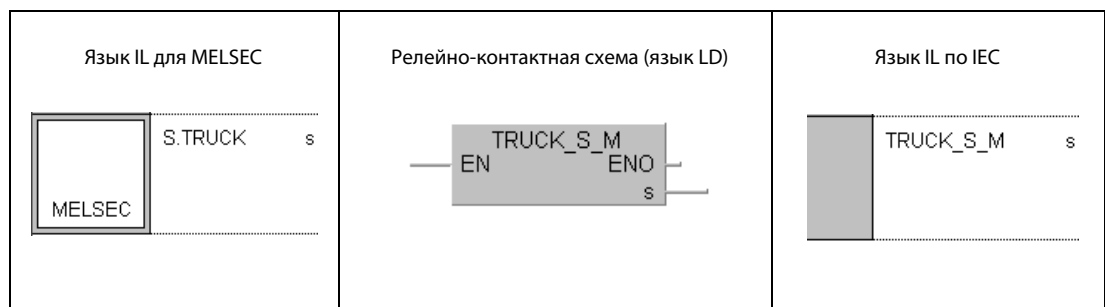 Язык IL для MELSEC
S.TRUCK s
MELSEC
Релейно-контактная схема (язык LD)
TRUCK_S_M
EN ENO
s
Язык IL по IEC
TRUCK_S_M s